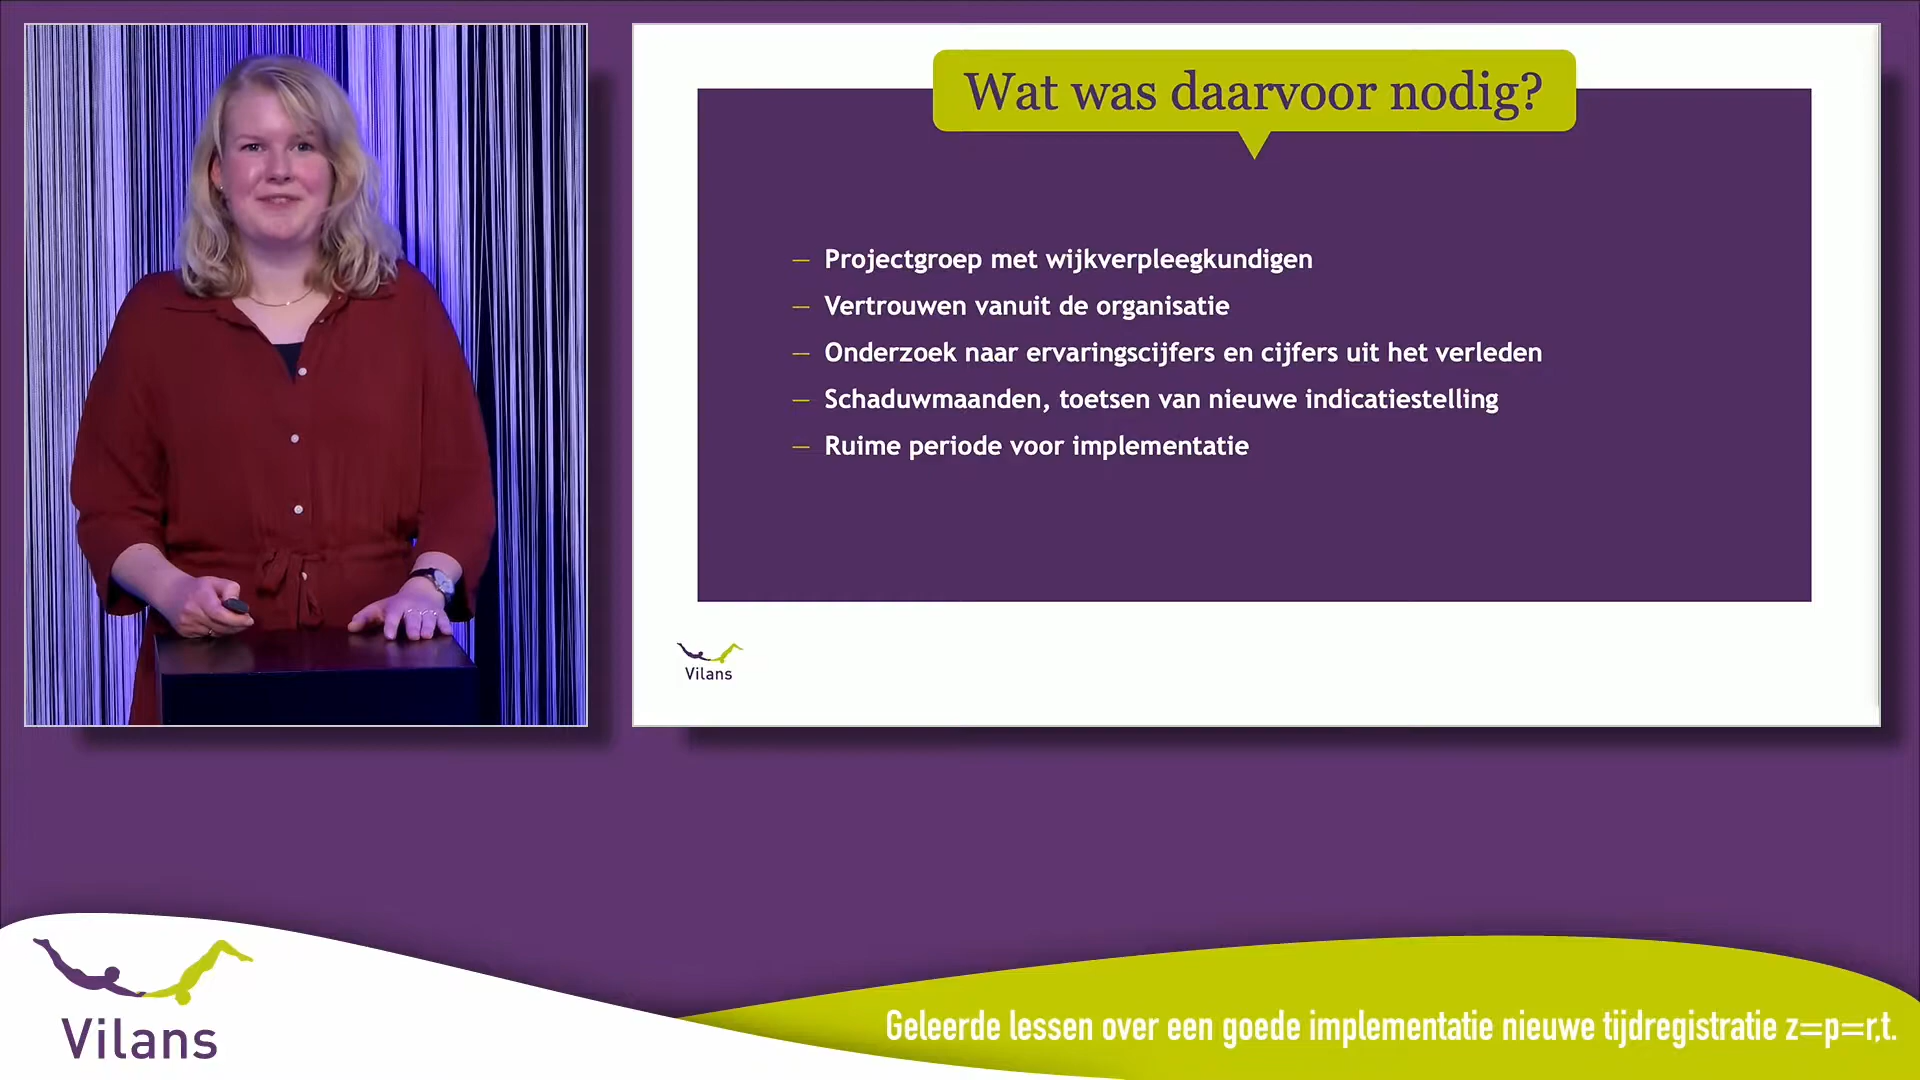 Wat was daarvoor nodig?
– Projectgroep met wijkverpleegkundigen
– Vertrouwen vanuit de organisatie
– Onderzoek naar ervaringscijfers en cijfers uit het verleden
– Schaduwmaanden, toetsen van nieuwe indicatiestelling
– Ruime periode voor implementatie
Vilans
Vilans
Geleerde lessen over een goede implementatie nieuwe tijdregistratie z=p=r,t.